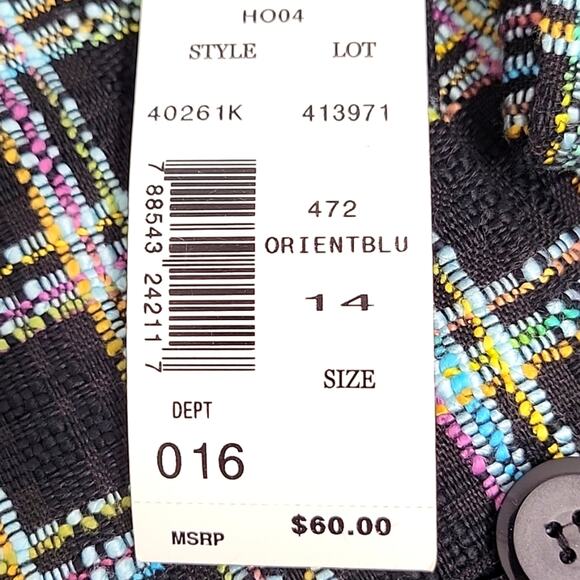 HO04
STYLE LOT
40261K 413971
7 88543 24211 7
472
ORIENTBLU
14
SIZE
DEPT
016
MSRP $60.00